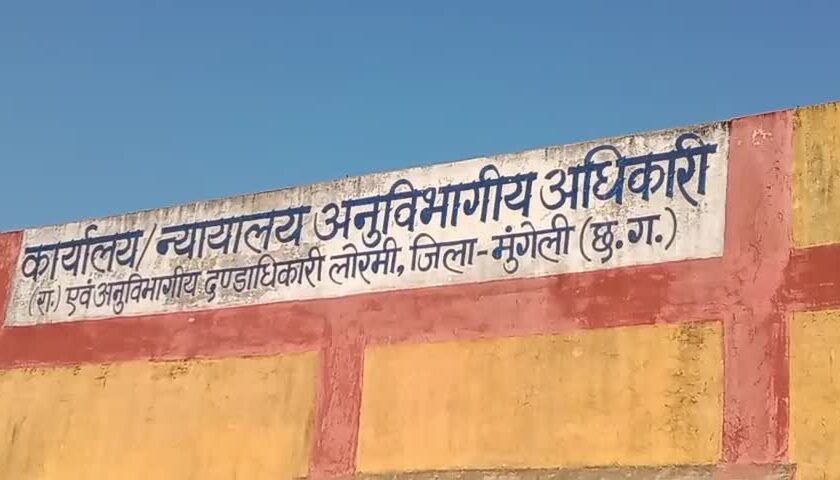 कार्यालय/न्यायालय अनुविभागीय अधिकारी
(रा.) एवं अनुविभागीय दण्डाधिकारी लोरमी, जिला-मुंगेली (छ.ग.)